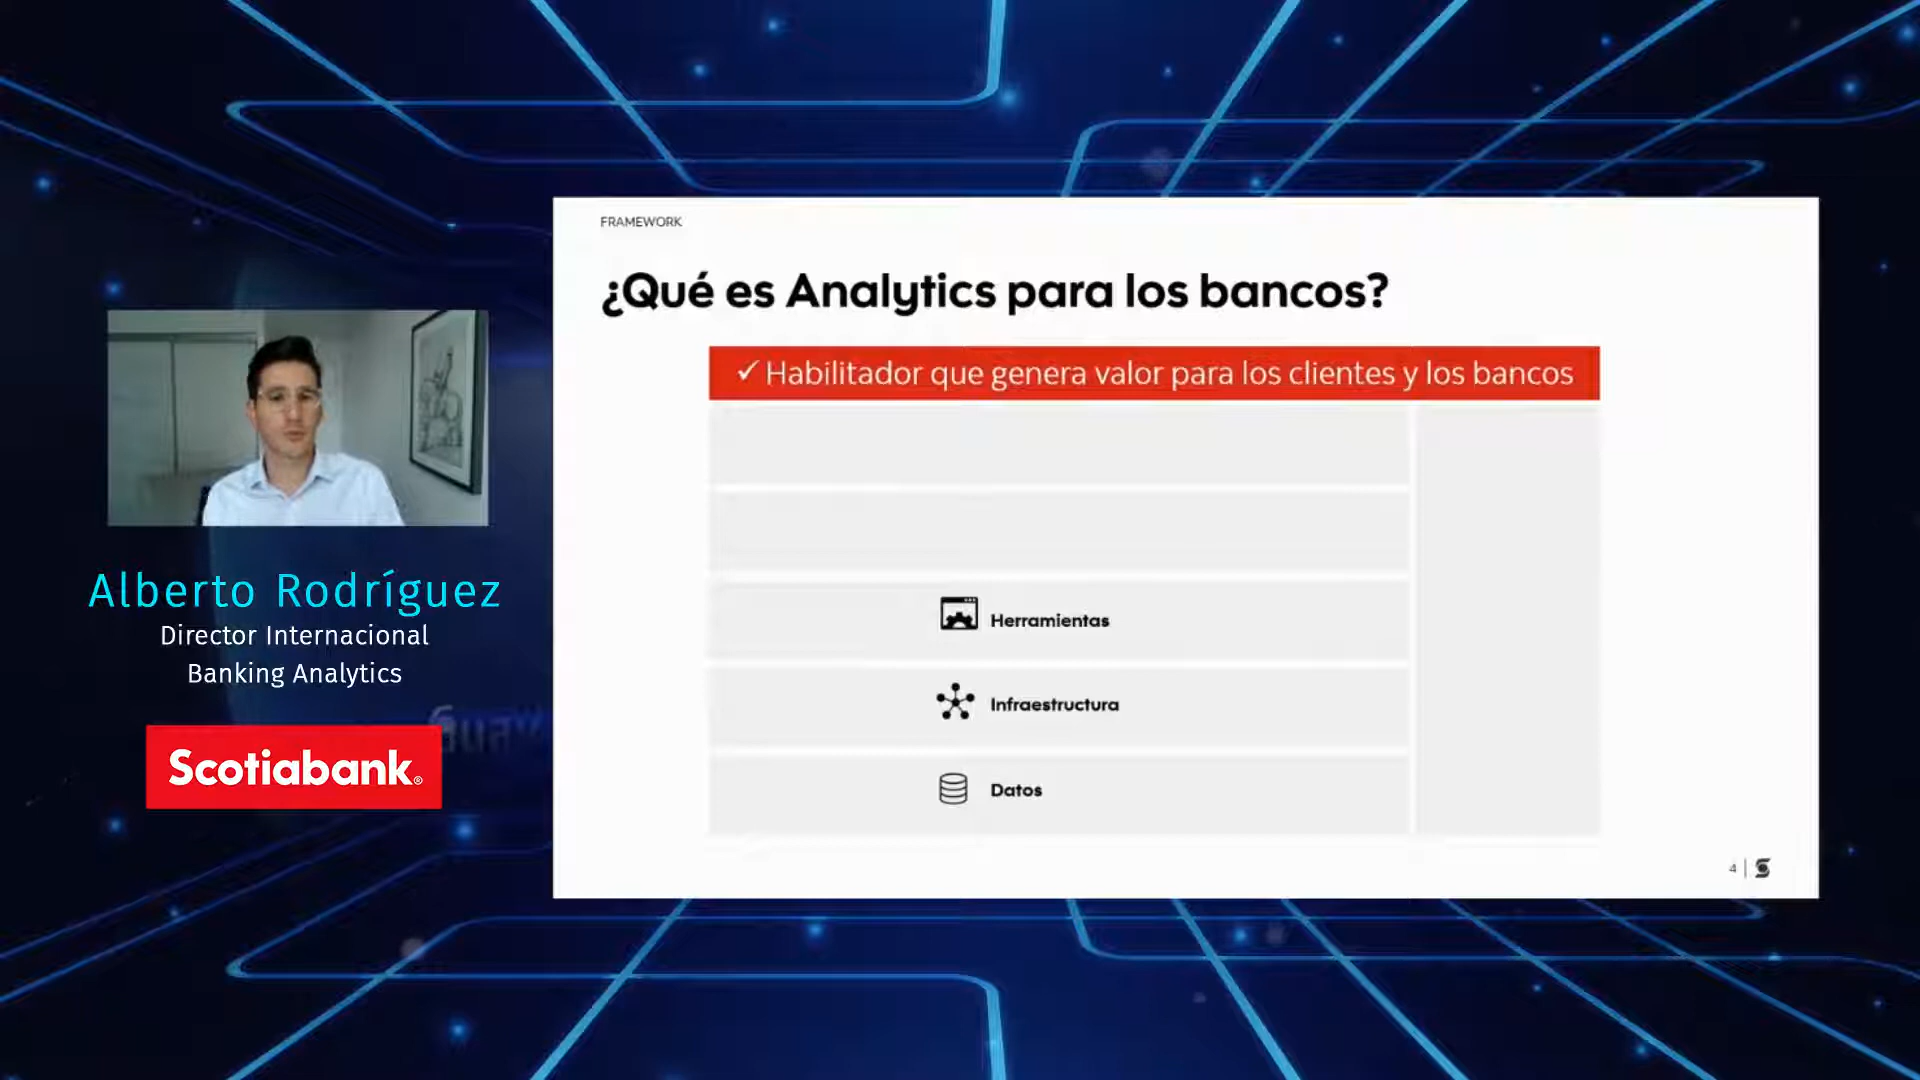 FRAMEWORK
¿Qué es Analytics para los bancos?
✓ Habilitador que genera valor para los clientes y los bancos
Herramientas
Infraestructura
Datos
4
Alberto Rodríguez
Director Internacional
Banking Analytics
Scotiabank®